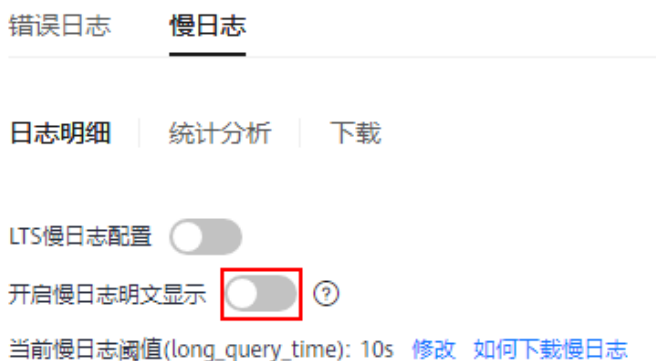 错误日志 慢日志
日志明细 统计分析 下载
LTS慢日志配置
开启慢日志明文显示 ?
当前慢日志阈值(long_query_time): 10s 修改 如何下载慢日志